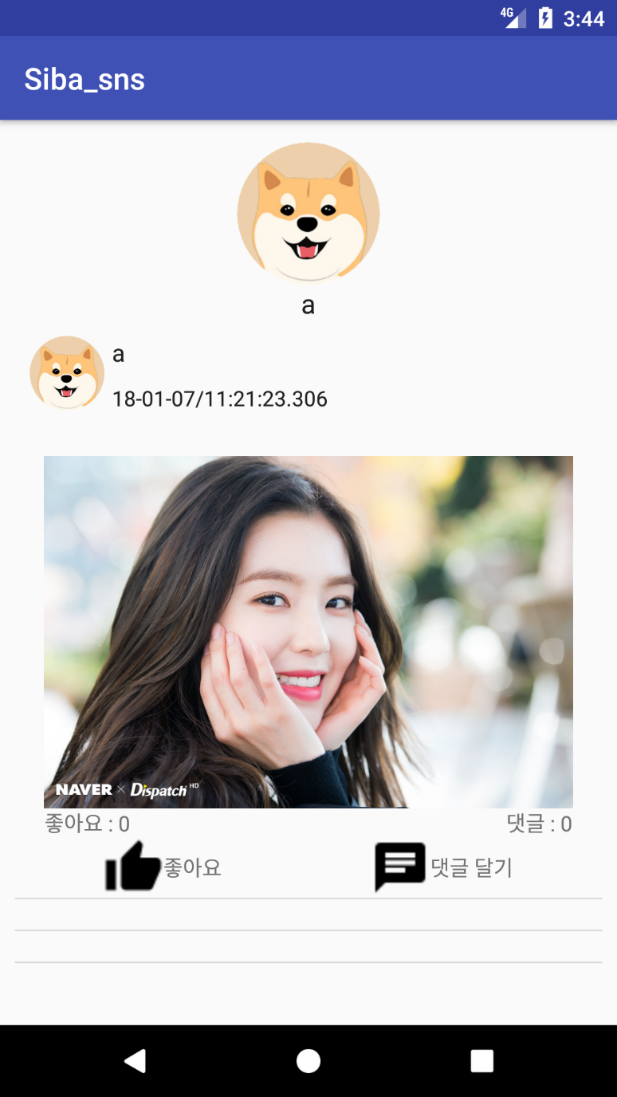 4G 3:44
Siba_sns
a
a
18-01-07/11:21:23.306
NAVER × Dispatch HD
좋아요 : 0 댓글 : 0
좋아요 댓글 달기